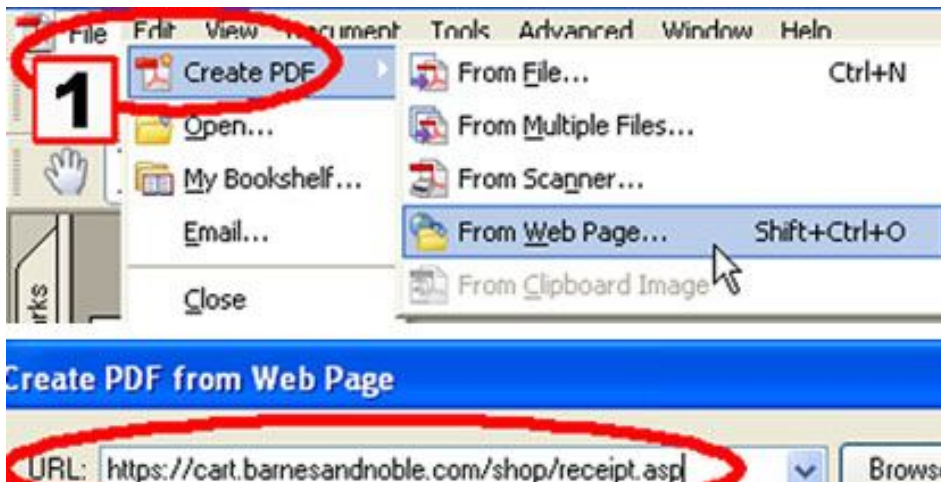 File Edit View Document Tools Advanced Window Help
1
Create PDF From File... Ctrl+N
Open... From Multiple Files...
My Bookshelf... From Scanner...
Email... From Web Page... Shift+Ctrl+O
Close From Clipboard Image
rks
Create PDF from Web Page
URL: https://cart.barnesandnoble.com/shop/receipt.asp Brows